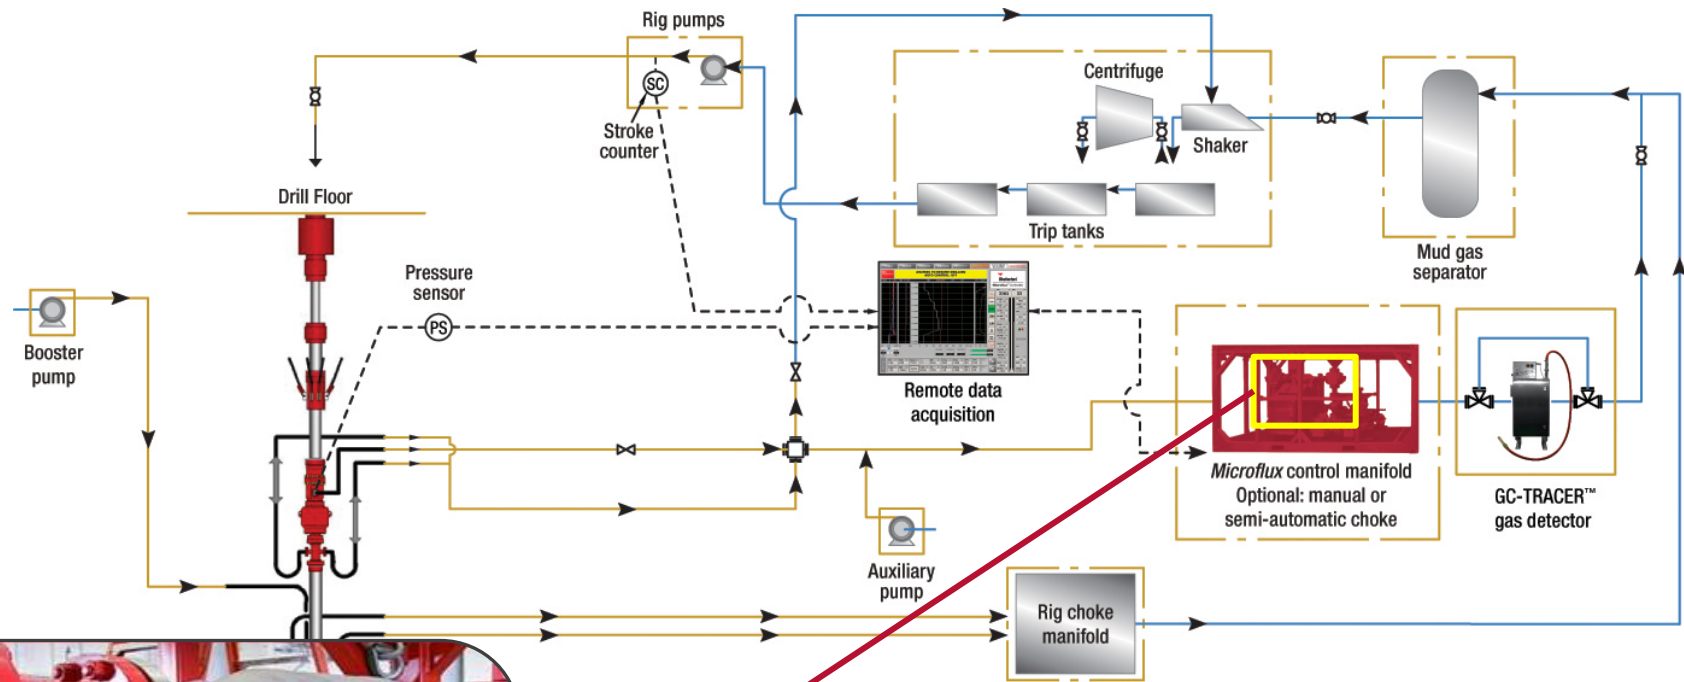 Rig pumps
SC
Stroke
counter
Centrifuge
Shaker
Trip tanks
Mud gas
separator
Drill Floor
Pressure
sensor
PS
Booster
pump
Remote data
acquisition
Microflux control manifold
Optional: manual or
semi-automatic choke
GC-TRACER™
gas detector
Auxiliary
pump
Rig choke
manifold